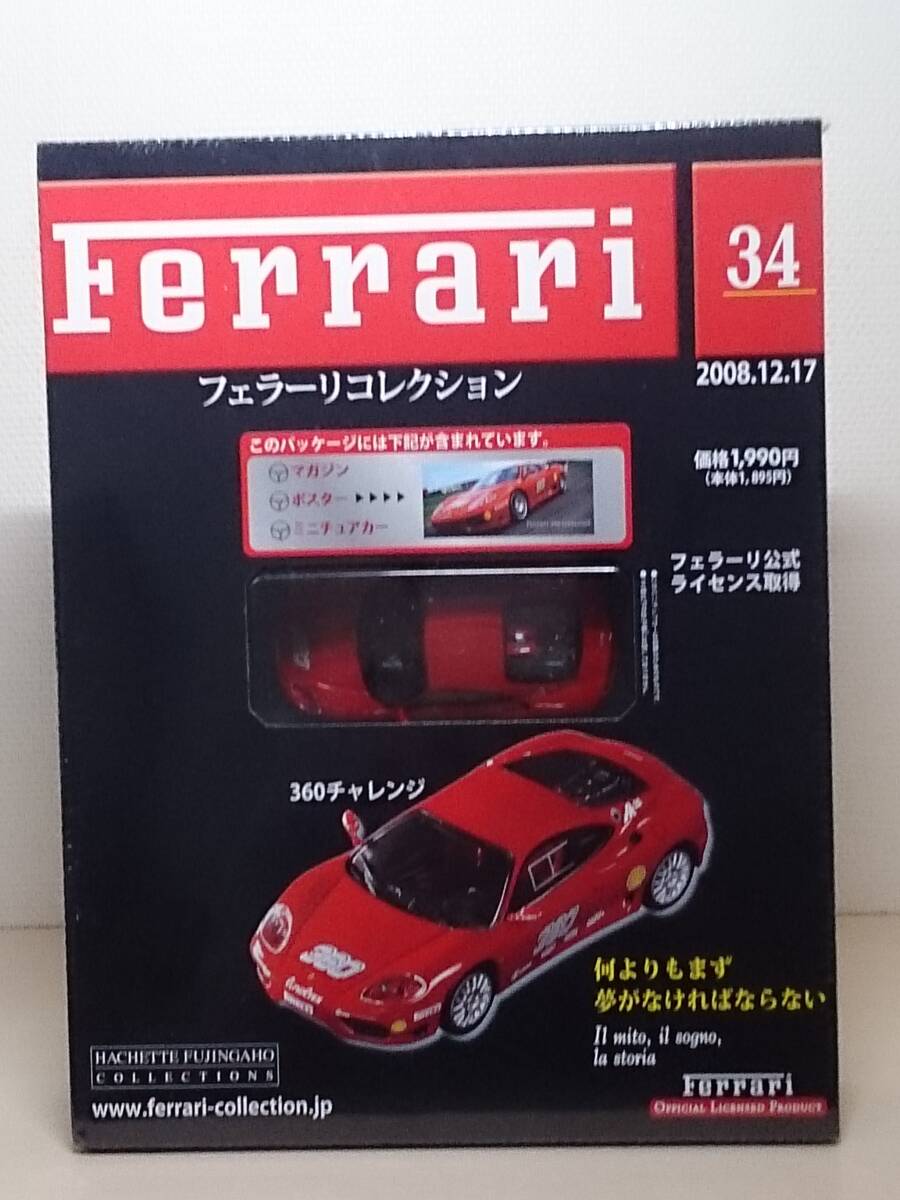 Ferrari
34
フェラーリコレクション
2008.12.17
このパッケージには下記が含まれています。
マガジン
ポスター ▶▶▶▶
ミニチュアカー
価格1,990円
(本体1,895円)
フェラーリ公式
ライセンス取得
360チャレンジ
360
360
何よりもまず
夢がなければならない
Il mito, il sogno,
la storia
HACHETTE FUJINGAHO
COLLECTIONS
www.ferrari-collection.jp
Ferrari
OFFICIAL LICENSED PRODUCT